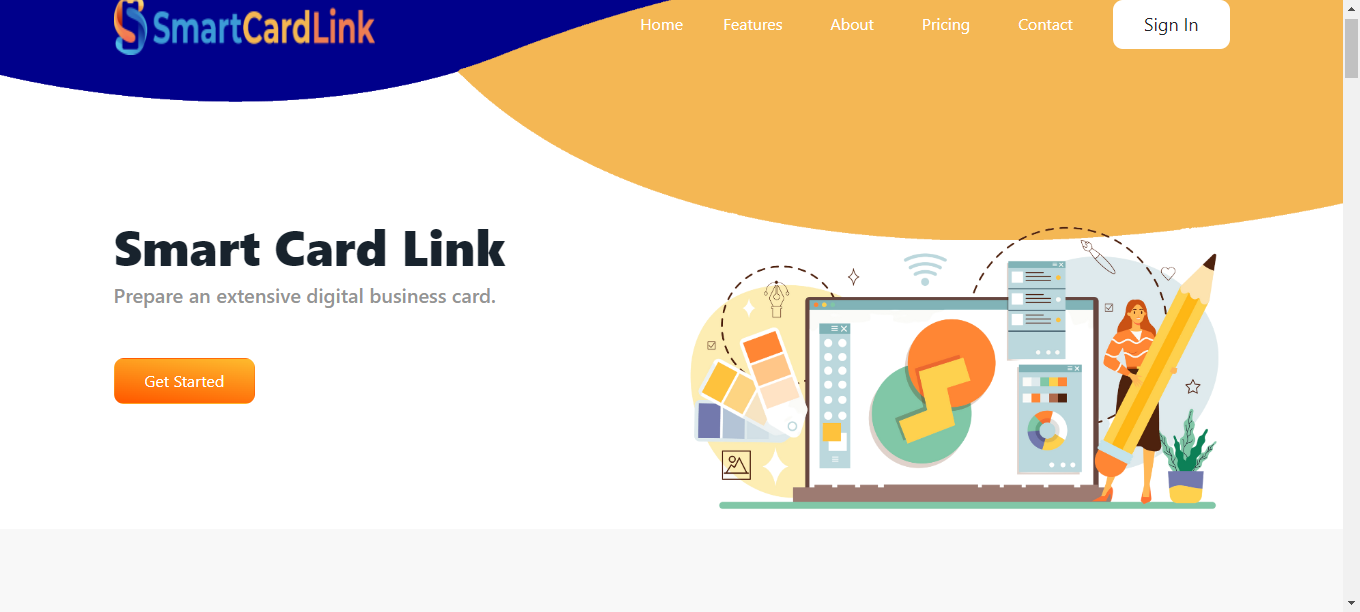 SmartCardLink
Home
Features
About
Pricing
Contact
Sign In
Smart Card Link
Prepare an extensive digital business card.
Get Started